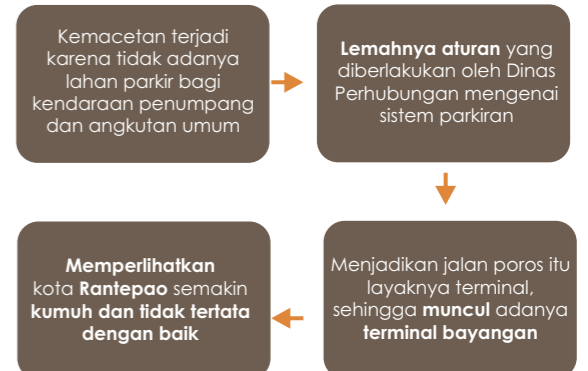 Kemacetan terjadi
karena tidak adanya
lahan parkir bagi
kendaraan penumpang
dan angkutan umum
Lemahnya aturan yang
diberlakukan oleh Dinas
Perhubungan mengenai
sistem parkiran
Menjadikan jalan poros itu
layaknya terminal,
sehingga muncul adanya
terminal bayangan
Memperlihatkan
kota Rantepao semakin
kumuh dan tidak tertata
dengan baik